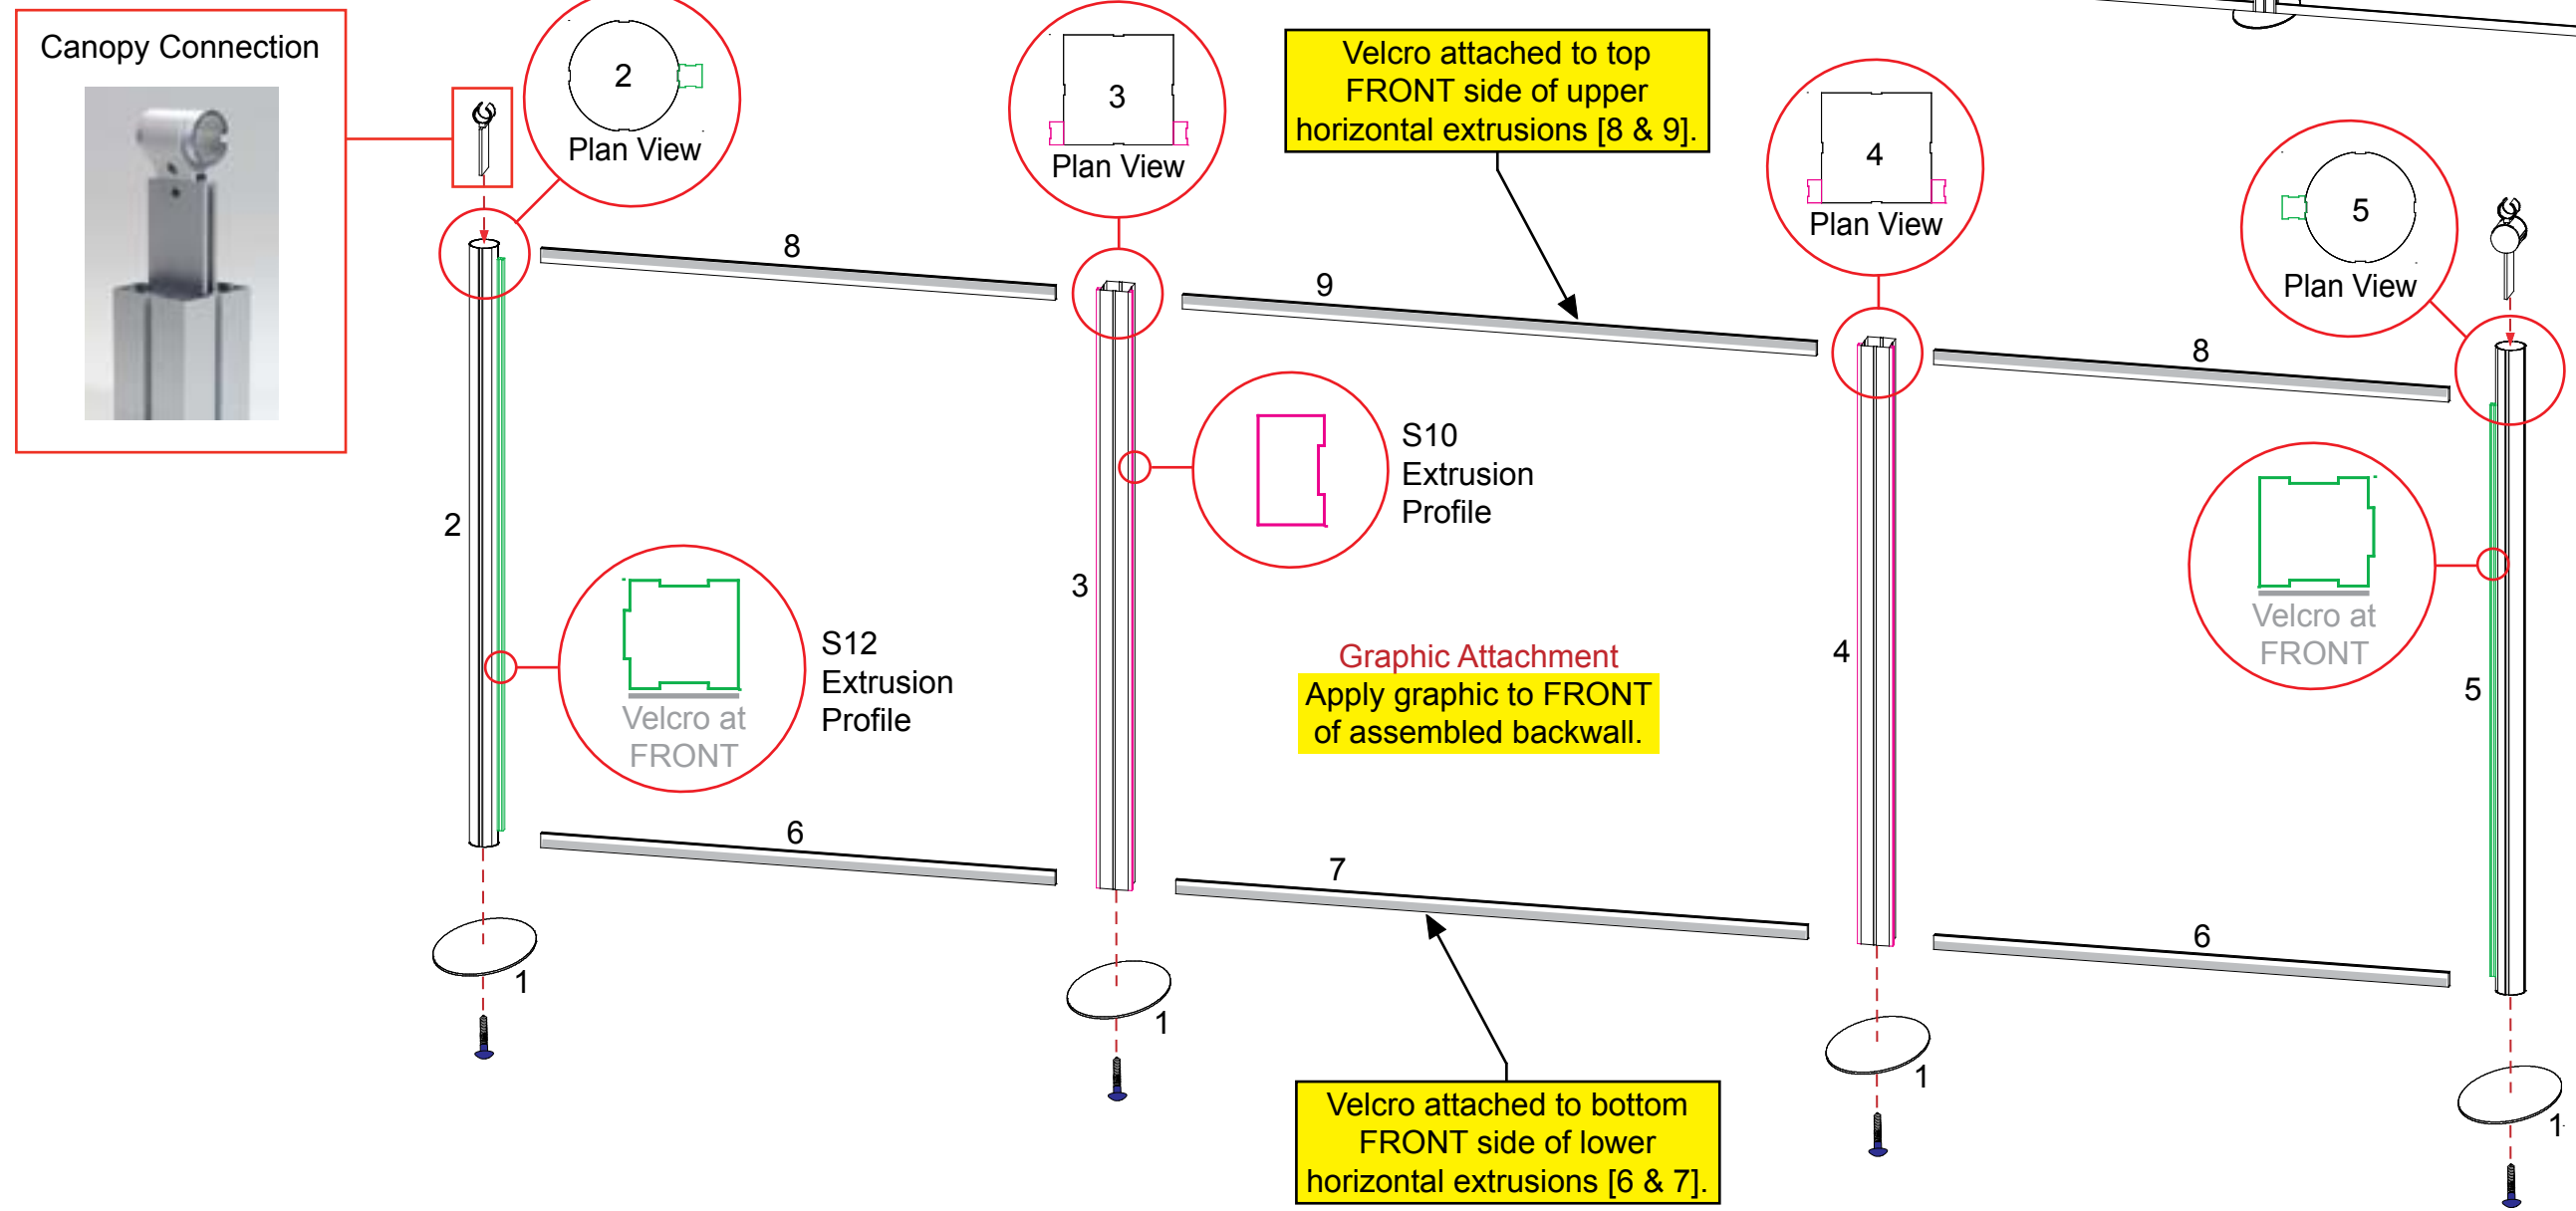 Canopy Connection
2
Plan View
3
Plan View
Velcro attached to top
FRONT side of upper
horizontal extrusions [8 & 9].
4
Plan View
5
Plan View
8
9
8
2
S12
Extrusion
Profile
Velcro at
FRONT
3
S10
Extrusion
Profile
Graphic Attachment
Apply graphic to FRONT
of assembled backwall.
4
Velcro at
FRONT
5
6
7
6
1
1
1
1
Velcro attached to bottom
FRONT side of lower
horizontal extrusions [6 & 7].